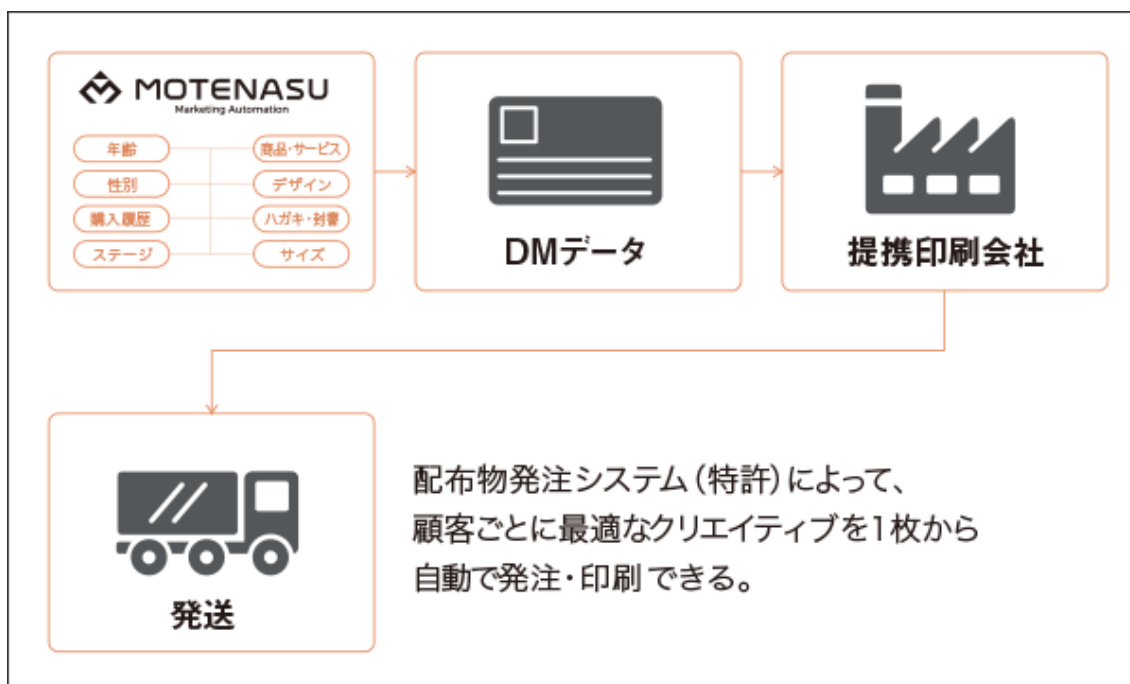 MOTENASU
Marketing Automation
年齢
商品・サービス
性別
デザイン
購入履歴
ハガキ・封書
ステージ
サイズ
DMデータ
提携印刷会社
発送
配布物発注システム(特許)によって、
顧客ごとに最適なクリエイティブを1枚から
自動で発注・印刷できる。